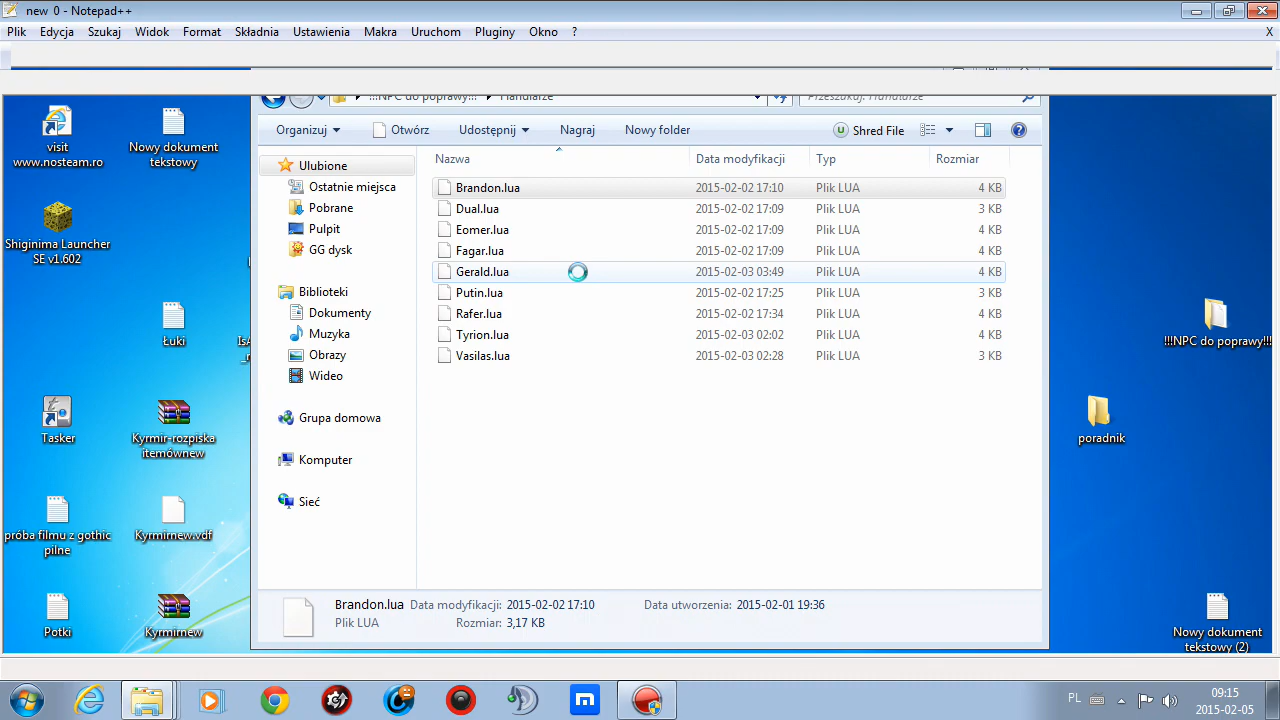 new  0 - Notepad++
Plik Edycja Szukaj Widok Format Składnia Ustawienia Makra Uruchom Pluginy Okno ? X
!!!NPC do poprawy!!! Handlarze Przeszukaj: Handlarze
Organizuj Otwórz Udostępnij Nagraj Nowy folder Shred File
Nazwa Data modyfikacji Typ Rozmiar
Brandon.lua 2015-02-02 17:10 Plik LUA 4 KB
Dual.lua 2015-02-02 17:09 Plik LUA 3 KB
Eomer.lua 2015-02-02 17:09 Plik LUA 4 KB
Fagar.lua 2015-02-02 17:09 Plik LUA 4 KB
Gerald.lua 2015-02-03 03:49 Plik LUA 4 KB
Putin.lua 2015-02-02 17:25 Plik LUA 3 KB
Rafer.lua 2015-02-02 17:34 Plik LUA 4 KB
Tyrion.lua 2015-02-03 02:02 Plik LUA 4 KB
Vasilas.lua 2015-02-03 02:28 Plik LUA 3 KB
Ulubione
Ostatnie miejsca
Pobrane
Pulpit
GG dysk
Biblioteki
Dokumenty
Muzyka
Obrazy
Wideo
Grupa domowa
Komputer
Sieć
Brandon.lua Data modyfikacji: 2015-02-02 17:10 Data utworzenia: 2015-02-01 19:36
Plik LUA Rozmiar: 3,17 KB
visit
www.nosteam.ro
Nowy dokument
tekstowy
Shiginima Launcher
SE v1.602
Łuki
Tasker
Kyrmir-rozpiska
itemównew
próba filmu z gothic
pilne
Kyrmirnew.vdf
Potki
Kyrmirnew
!!!NPC do poprawy!!!
poradnik
Nowy dokument
tekstowy (2)
PL
09:15
2015-02-05